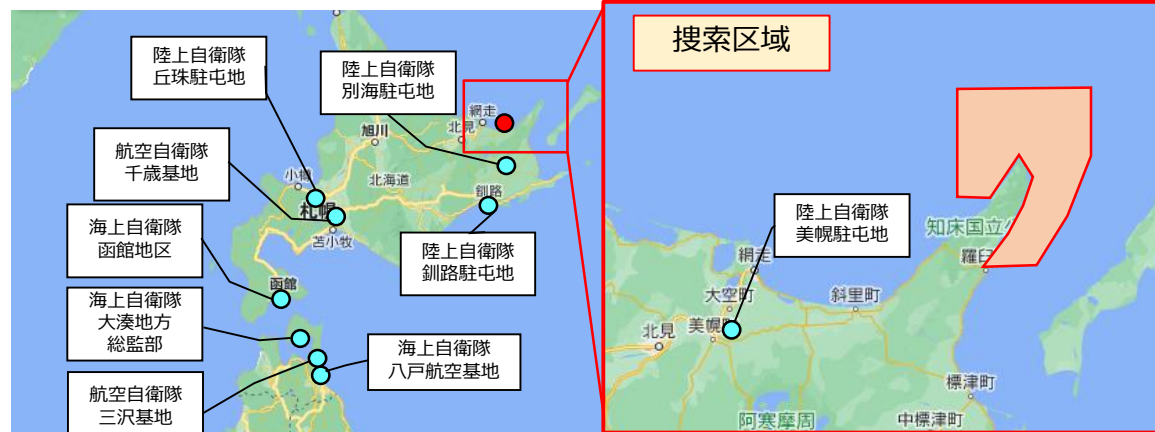 陸上自衛隊
丘珠駐屯地
陸上自衛隊
別海駐屯地
航空自衛隊
千歳基地
海上自衛隊
函館地区
海上自衛隊
大湊地方
総監部
航空自衛隊
三沢基地
陸上自衛隊
釧路駐屯地
海上自衛隊
八戸航空基地
網走
北見
旭川
小樽
北海道
札幌
釧路
苫小牧
函館
捜索区域
陸上自衛隊
美幌駐屯地
知床国立公
羅臼
網走
大空町
斜里町
北見
美幌
標津町
阿寒摩周
中標津町